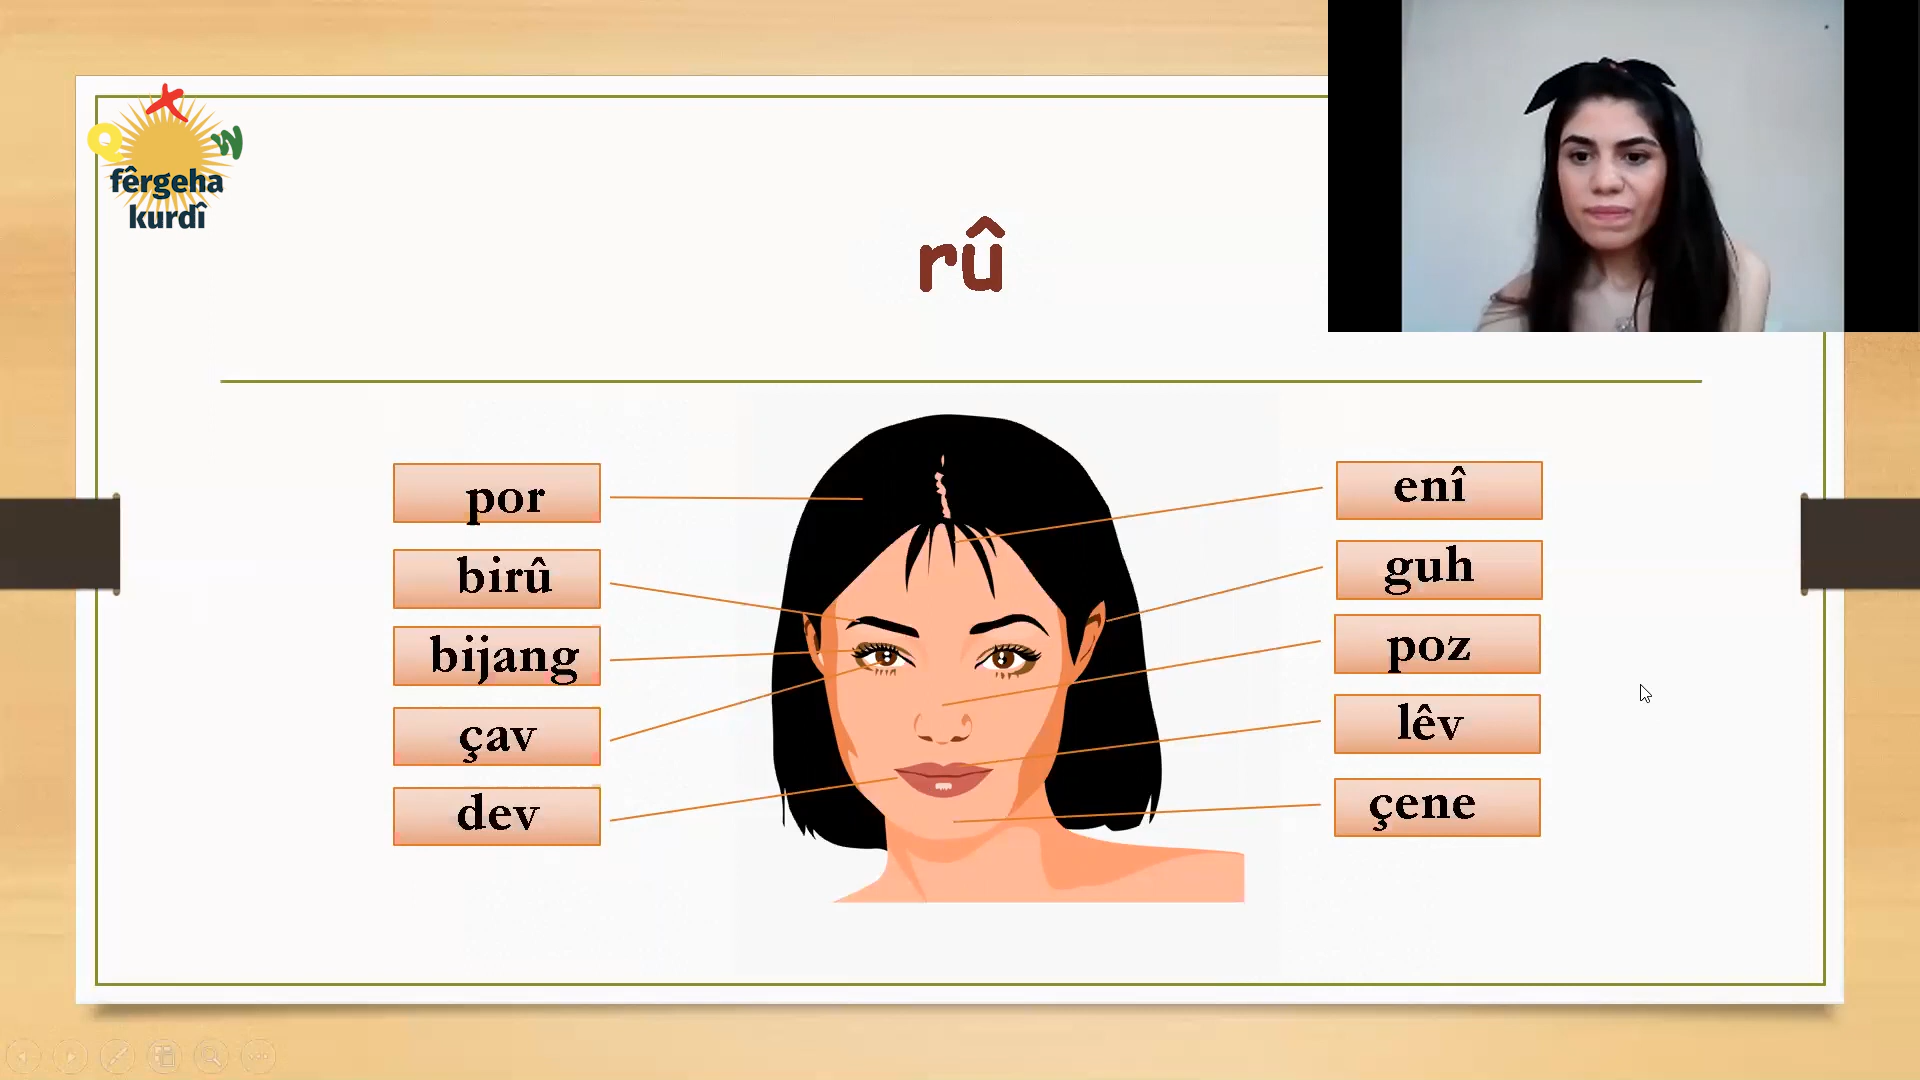 Q X W
fêrgeha
kurdî
rû
por
birû
bijang
çav
dev
enî
guh
poz
lêv
çene